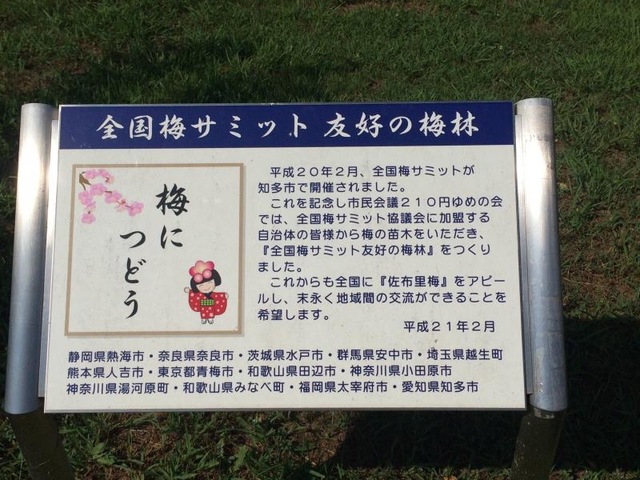 全国梅サミット 友好の梅林
梅に
つどう
平成20年2月、全国梅サミットが
知多市で開催されました。
これを記念し市民会議210円ゆめの会
では、全国梅サミット協議会に加盟する
自治体の皆様から梅の苗木をいただき、
『全国梅サミット友好の梅林』をつくり
ました。
これからも全国に『佐布里梅』をアピー
ルし、末永く地域間の交流ができることを
希望します。
平成21年2月
静岡県熱海市・奈良県奈良市・茨城県水戸市・群馬県安中市・埼玉県越生町
熊本県人吉市・東京都青梅市・和歌山県田辺市・神奈川県小田原市
神奈川県湯河原町・和歌山県みなべ町・福岡県太宰府市・愛知県知多市